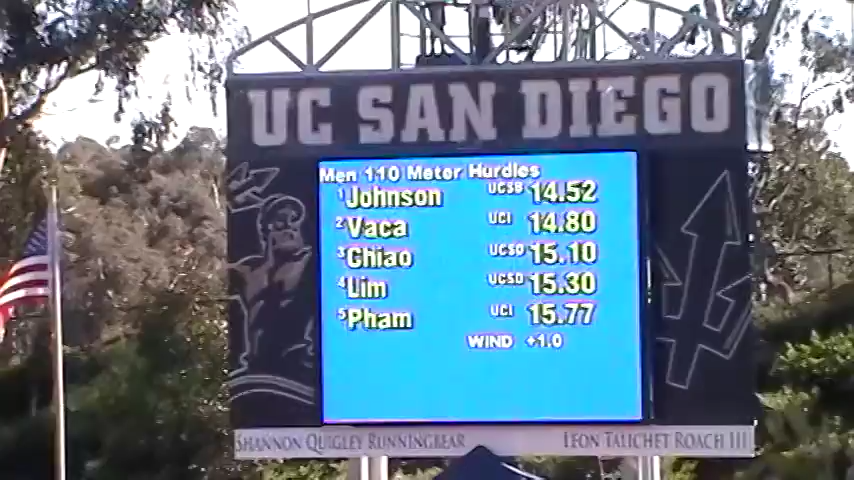 UC SAN DIEGO
Men 110 Meter Hurdles
1 Johnson UCSB 14.52
2 Vaca UCI 14.80
3 Chiao UCSD 15.10
4 Lim UCSD 15.30
5 Pham UCI 15.77
WIND +1.0
SHANNON QUIGLEY RUNNINGBEAR LEON TALICHET ROACH III